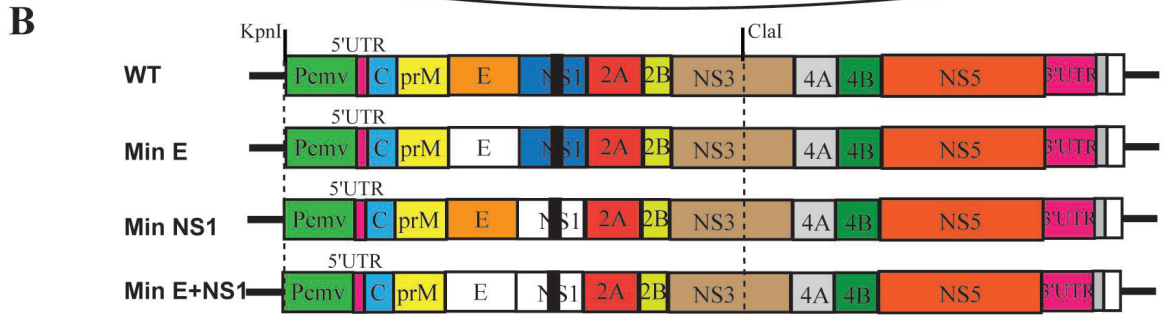 B
KpnI ClaI
5'UTR
WT Pcmv C prM E NS1 2A 2B NS3 4A 4B NS5 3'UTR
5'UTR
Min E Pcmv C prM E NS1 2A 2B NS3 4A 4B NS5 3'UTR
5'UTR
Min NS1 Pcmv C prM E NS1 2A 2B NS3 4A 4B NS5 3'UTR
5'UTR
Min E+NS1 Pcmv C prM E NS1 2A 2B NS3 4A 4B NS5 3'UTR